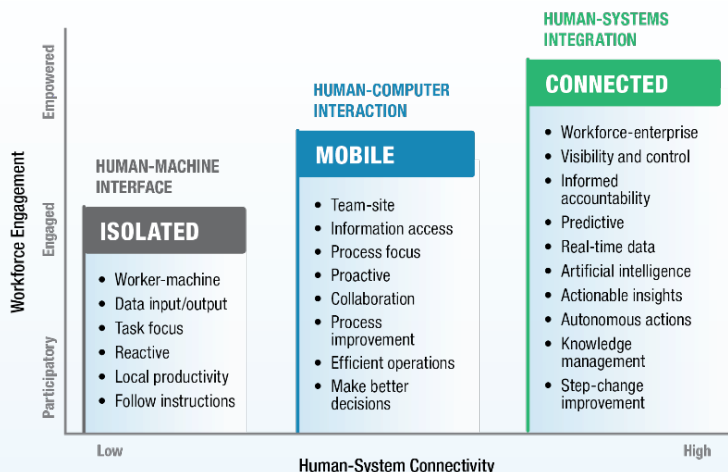 HUMAN-SYSTEMS
INTEGRATION
CONNECTED
• Workforce-enterprise
• Visibility and control
• Informed
accountability
• Predictive
• Real-time data
• Artificial intelligence
• Actionable insights
• Autonomous actions
• Knowledge
management
• Step-change
improvement
HUMAN-COMPUTER
INTERACTION
MOBILE
• Team-site
• Information access
• Process focus
• Proactive
• Collaboration
• Process
improvement
• Efficient operations
• Make better
decisions
HUMAN-MACHINE
INTERFACE
ISOLATED
• Worker-machine
• Data input/output
• Task focus
• Reactive
• Local productivity
• Follow instructions
Workforce Engagement
Empowered
Engaged
Participatory
Low
High
Human-System Connectivity